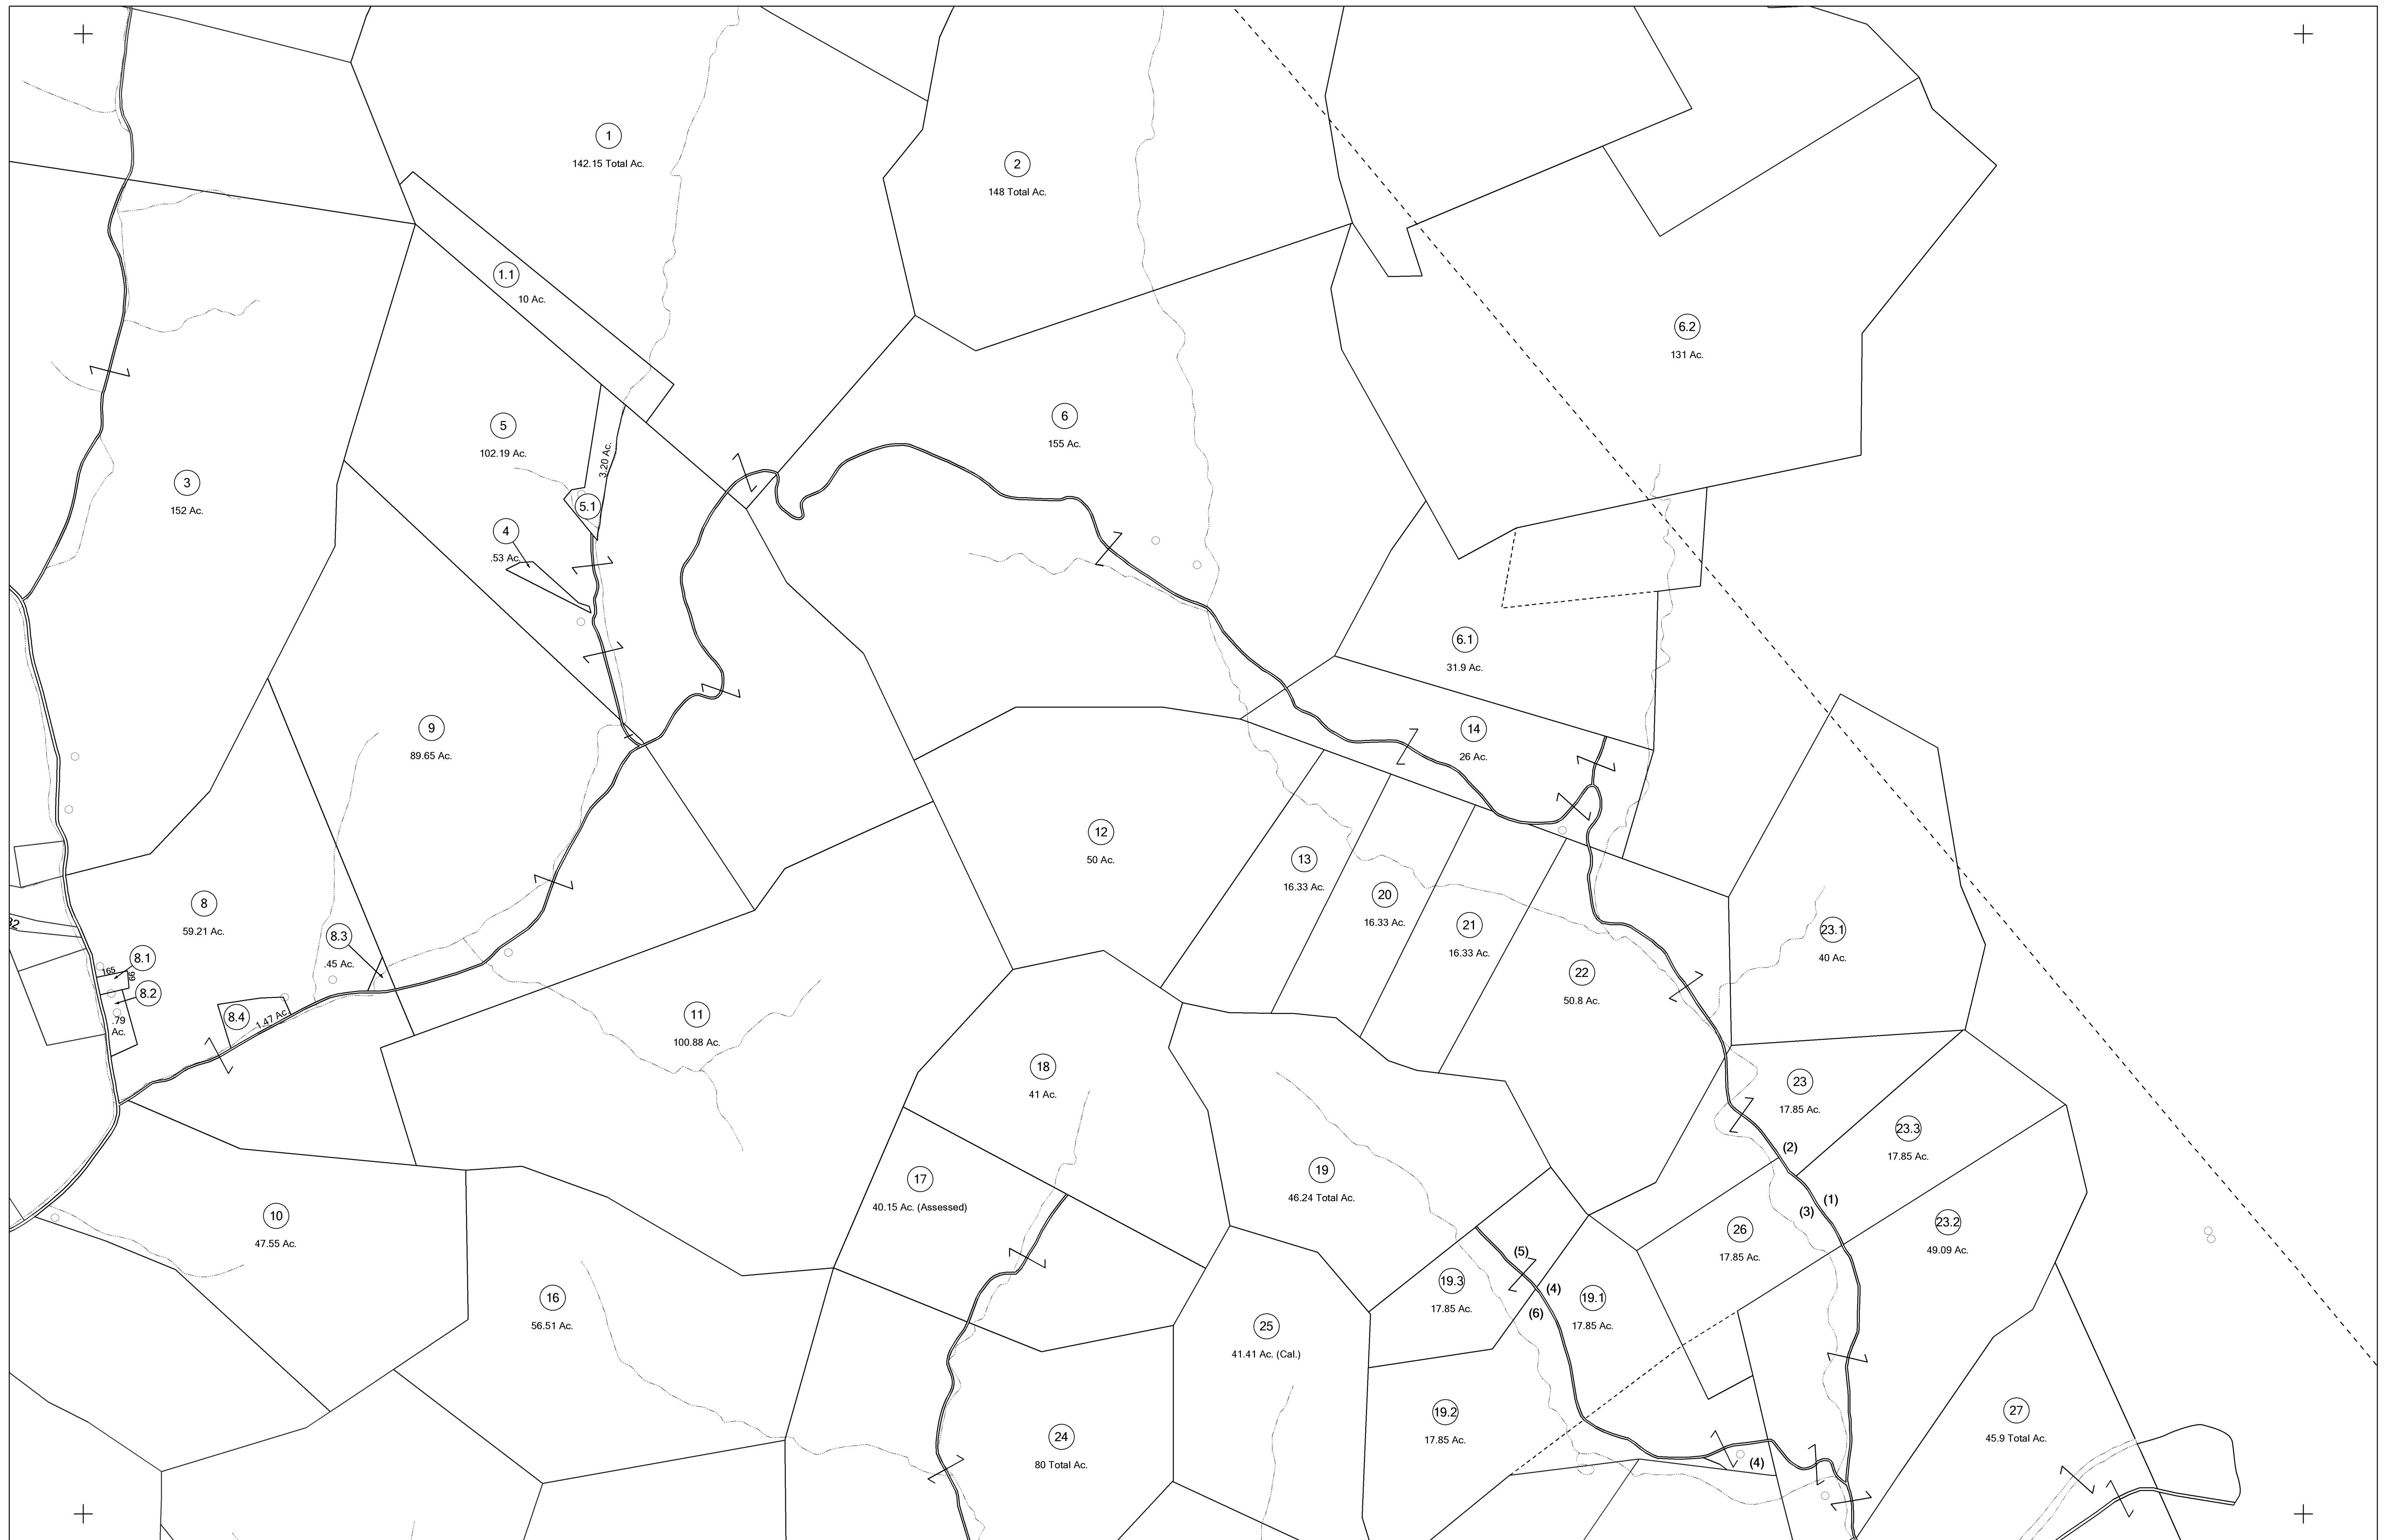 1
142.15 Total Ac.
2
148 Total Ac.
1.1
10 Ac.
6.2
131 Ac.
6
155 Ac.
5
102.19 Ac.
3.20 Ac.
5.1
3
152 Ac.
4
.53 Ac.
6.1
31.9 Ac.
14
26 Ac.
9
89.65 Ac.
12
50 Ac.
13
16.33 Ac.
20
16.33 Ac.
21
16.33 Ac.
8
59.21 Ac.
8.3
.45 Ac.
23.1
40 Ac.
8.1
165
66
8.2
.79
Ac.
8.4
1.47 Ac.
22
50.8 Ac.
11
100.88 Ac.
18
41 Ac.
23
17.85 Ac.
23.3
17.85 Ac.
(2)
19
46.24 Total Ac.
17
40.15 Ac. (Assessed)
(1)
(3)
10
47.55 Ac.
26
17.85 Ac.
23.2
49.09 Ac.
(5)
19.3
17.85 Ac.
(4)
(6)
19.1
17.85 Ac.
16
56.51 Ac.
25
41.41 Ac. (Cal.)
19.2
17.85 Ac.
27
45.9 Total Ac.
24
80 Total Ac.
(4)